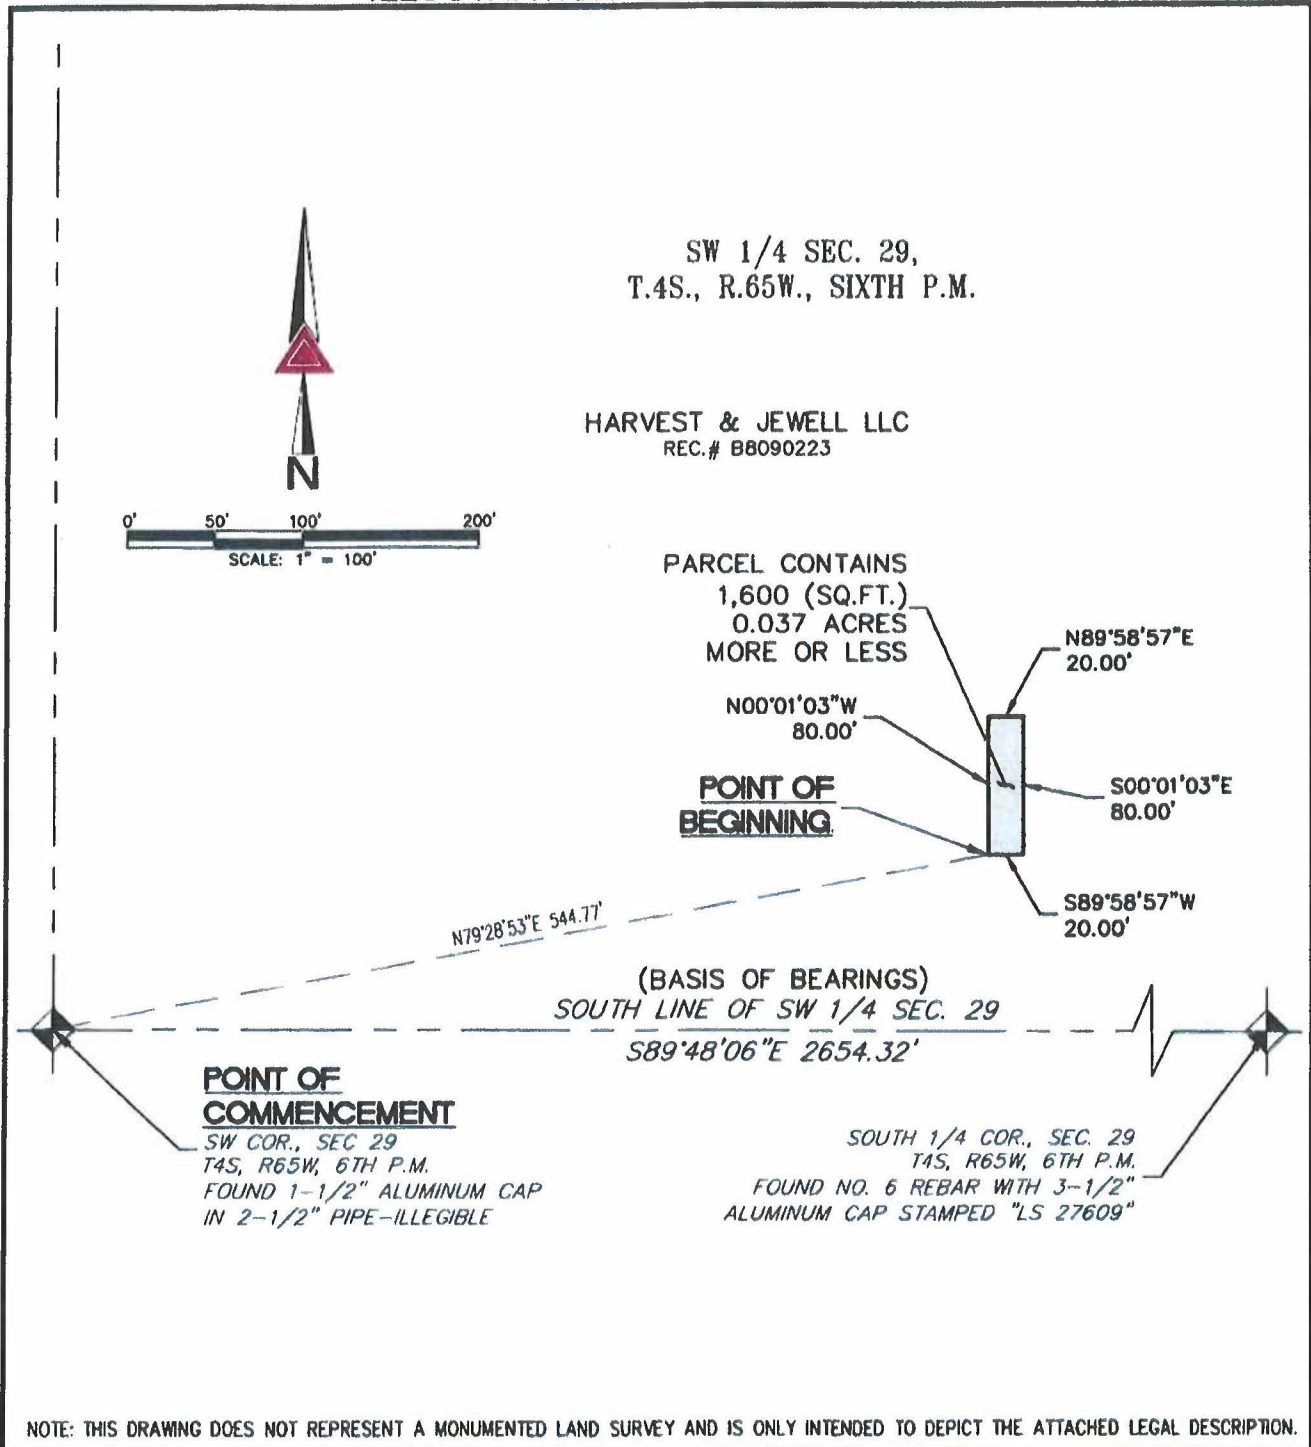 SW 1/4 SEC. 29,
T.4S., R.65W., SIXTH P.M.
HARVEST & JEWELL LLC
REC.# B8090223
N
0' 50' 100' 200'
SCALE: 1" = 100'
PARCEL CONTAINS
1,600 (SQ.FT.)
0.037 ACRES
MORE OR LESS
N89°58'57"E
20.00'
N00°01'03"W
80.00'
POINT OF
BEGINNING
S00°01'03"E
80.00'
S89°58'57"W
20.00'
N79°28'53"E 544.77'
(BASIS OF BEARINGS)
SOUTH LINE OF SW 1/4 SEC. 29
S89°48'06"E 2654.32'
POINT OF
COMMENCEMENT
SW COR., SEC 29
T4S, R65W, 6TH P.M.
FOUND 1-1/2" ALUMINUM CAP
IN 2-1/2" PIPE-ILLEGIBLE
SOUTH 1/4 COR., SEC. 29
T4S, R65W, 6TH P.M.
FOUND NO. 6 REBAR WITH 3-1/2"
ALUMINUM CAP STAMPED "LS 27609"
NOTE: THIS DRAWING DOES NOT REPRESENT A MONUMENTED LAND SURVEY AND IS ONLY INTENDED TO DEPICT THE ATTACHED LEGAL DESCRIPTION.